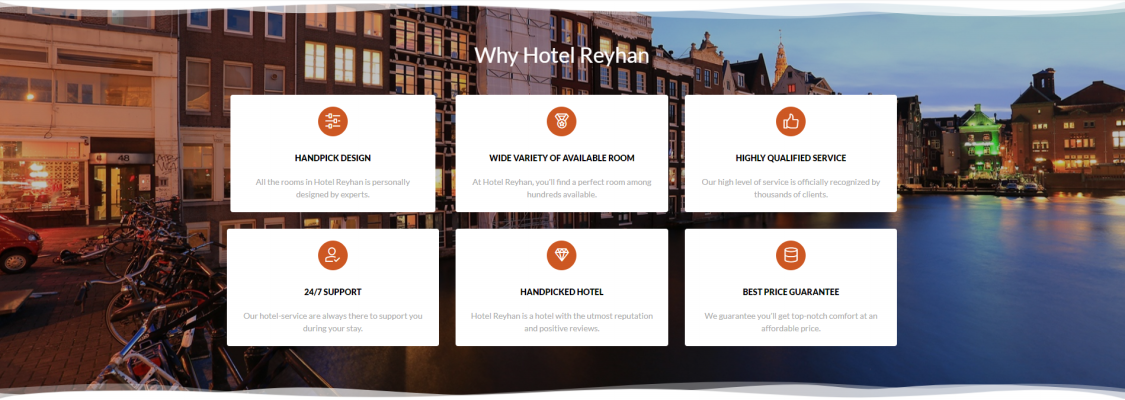 Why Hotel Reyhan
48
HANDPICK DESIGN
All the rooms in Hotel Reyhan is personally
designed by experts.
WIDE VARIETY OF AVAILABLE ROOM
At Hotel Reyhan, you'll find a perfect room among
hundreds available.
HIGHLY QUALIFIED SERVICE
Our high level of service is officially recognized by
thousands of clients.
24/7 SUPPORT
Our hotel-service are always there to support you
during your stay.
HANDPICKED HOTEL
Hotel Reyhan is a hotel with the utmost reputation
and positive reviews.
BEST PRICE GUARANTEE
We guarantee you'll get top-notch comfort at an
affordable price.